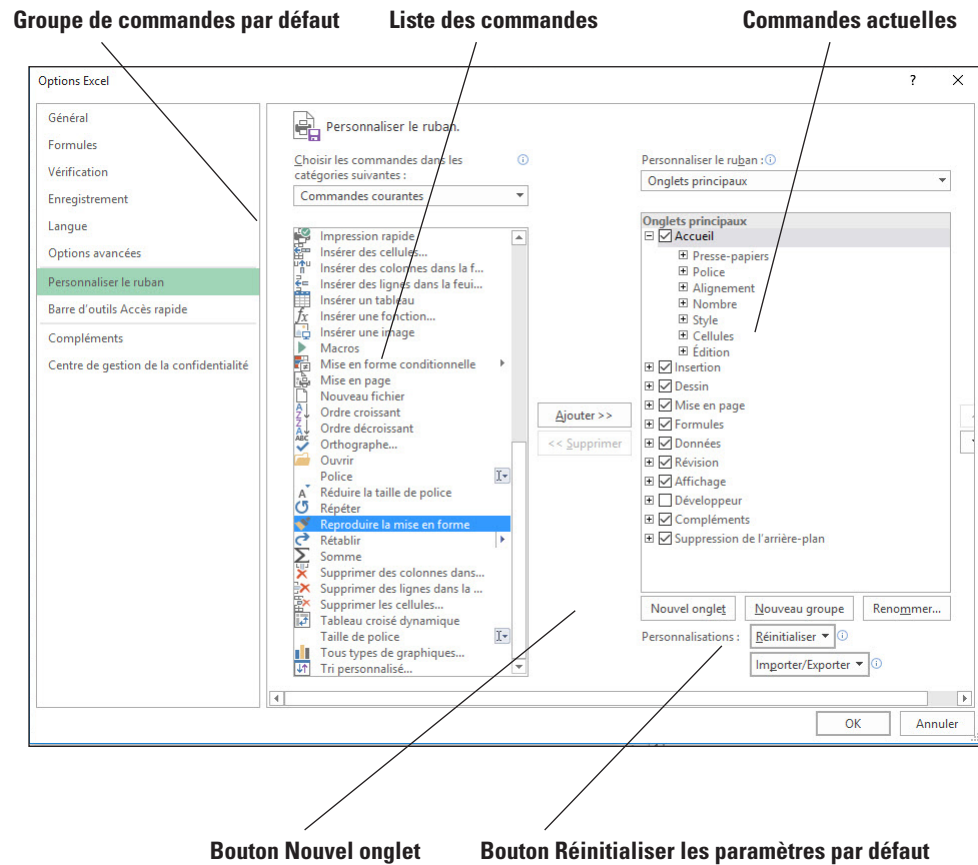 Groupe de commandes par défaut
Liste des commandes
Commandes actuelles
Options Excel
?
Général
Formules
Vérification
Enregistrement
Langue
Options avancées
Personnaliser le ruban
Barre d'outils Accès rapide
Compléments
Centre de gestion de la confidentialité
Personnaliser le ruban.
Choisir les commandes dans les
catégories suivantes :
Commandes courantes
Impression rapide
Insérer des cellules...
Insérer des colonnes dans la f...
Insérer des lignes dans la feui...
Insérer un tableau
Insérer une fonction...
Insérer une image
Macros
Mise en forme conditionnelle
Mise en page
Nouveau fichier
Ordre croissant
Ordre décroissant
Orthographe...
Ouvrir
Police
Réduire la taille de police
Répéter
Reproduire la mise en forme
Rétablir
Somme
Supprimer des colonnes dans...
Supprimer des lignes dans la ...
Supprimer les cellules...
Tableau croisé dynamique
Taille de police
Tous types de graphiques...
Tri personnalisé...
Ajouter >>
<< Supprimer
Personnaliser le ruban :
Onglets principaux
Onglets principaux
Accueil
Presse-papiers
Police
Alignement
Nombre
Style
Cellules
Édition
Insertion
Dessin
Mise en page
Formules
Données
Révision
Affichage
Développeur
Compléments
Suppression de l'arrière-plan
Nouvel onglet
Nouveau groupe
Renommer...
Personnalisations :
Réinitialiser
Importer/Exporter
OK
Annuler
Bouton Nouvel onglet
Bouton Réinitialiser les paramètres par défaut